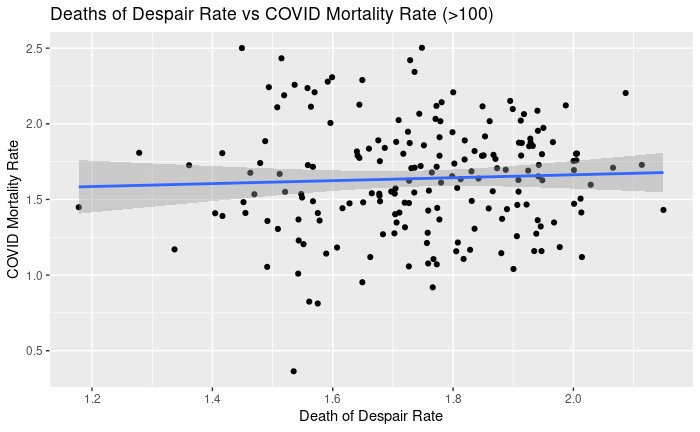 Deaths of Despair Rate vs COVID Mortality Rate (>100)
2.5
2.0
1.5
1.0
0.5
COVID Mortality Rate
1.2 1.4 1.6 1.8 2.0
Death of Despair Rate